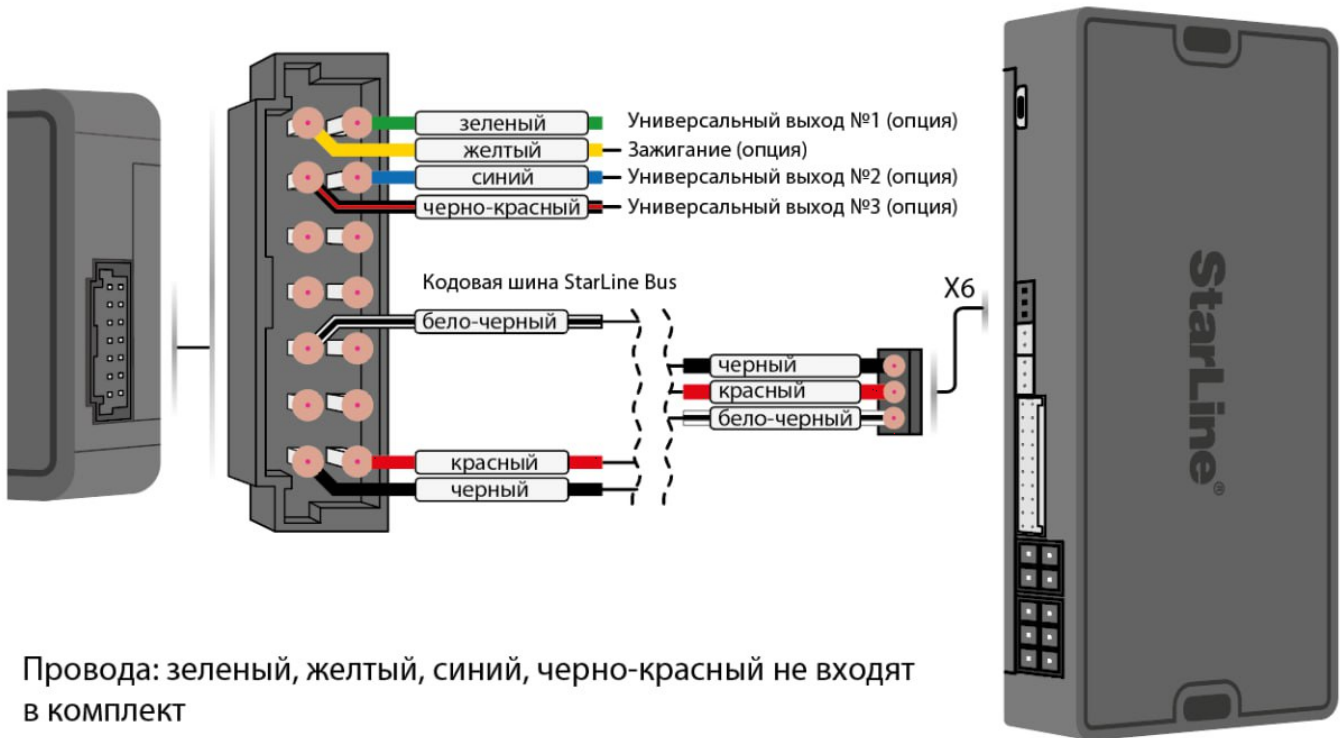 зеленый Универсальный выход №1 (опция)
желтый Зажигание (опция)
синий Универсальный выход №2 (опция)
черно-красный Универсальный выход №3 (опция)
Кодовая шина StarLine Bus
бело-черный
X6
черный
красный
бело-черный
красный
черный
StarLine®
Провода: зеленый, желтый, синий, черно-красный не входят
в комплект